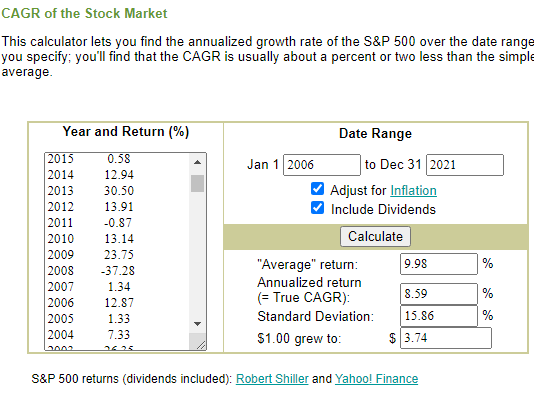 CAGR of the Stock Market
This calculator lets you find the annualized growth rate of the S&P 500 over the date range
you specify; you'll find that the CAGR is usually about a percent or two less than the simple
average.
Year and Return (%)
2015 0.58
2014 12.94
2013 30.50
2012 13.91
2011 -0.87
2010 13.14
2009 23.75
2008 -37.28
2007 1.34
2006 12.87
2005 1.33
2004 7.33
Date Range
Jan 1 2006 to Dec 31 2021
Adjust for Inflation
Include Dividends
Calculate
"Average" return: 9.98 %
Annualized return
(= True CAGR): 8.59 %
Standard Deviation: 15.86 %
$1.00 grew to: $ 3.74
S&P 500 returns (dividends included): Robert Shiller and Yahoo! Finance